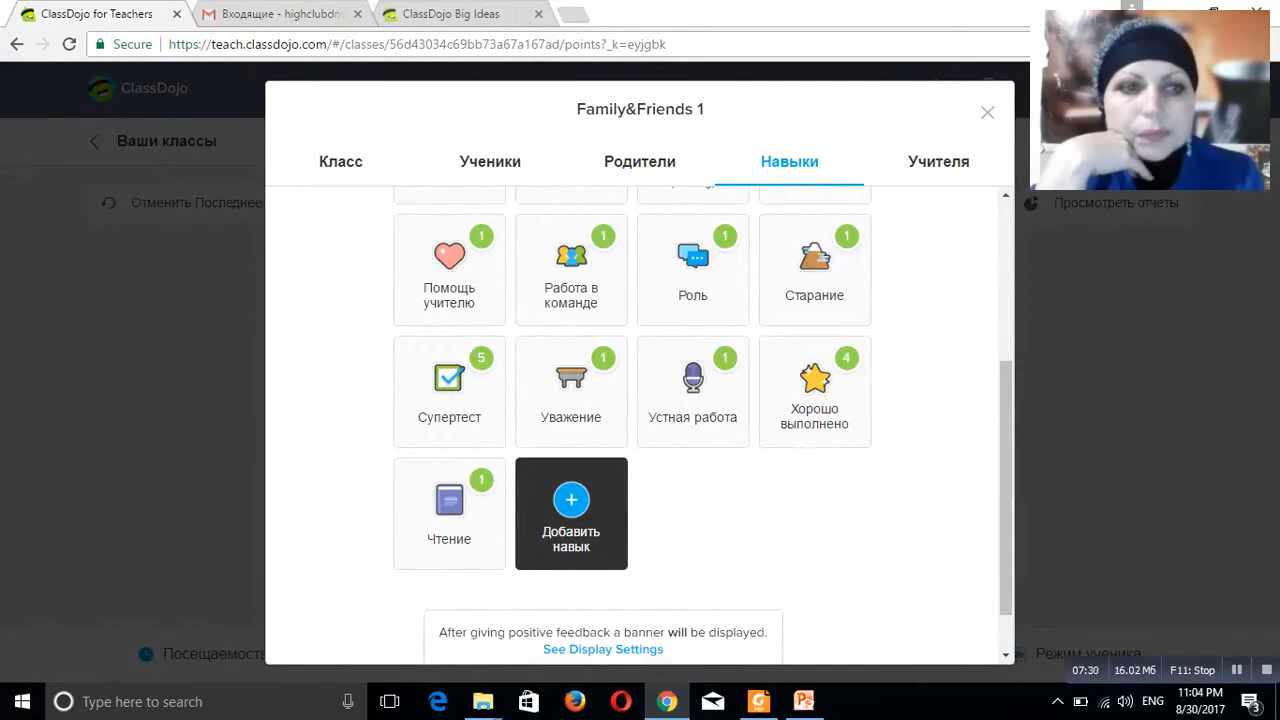 ClassDojo for Teachers
Входящие - highclubdn
ClassDojo Big Ideas
Secure
https://teach.classdojo.com/#/classes/56d43034c69bb73a67a167ad/points?_k=eyjgbk
ClassDojo
Family&Friends 1
Ваши классы
Класс
Ученики
Родители
Навыки
Учителя
Отменить Последнее
Просмотреть отчеты
1
Помощь
учителю
1
Работа в
команде
1
Роль
1
Старание
5
Супертест
1
Уважение
1
Устная работа
4
Хорошо
выполнено
1
Чтение
Добавить
навык
After giving positive feedback a banner will be displayed.
See Display Settings
Посещаемость
Режим ученика
07:30
16.02 Мб
F11: Stop
Type here to search
ENG
11:04 PM
8/30/2017
3